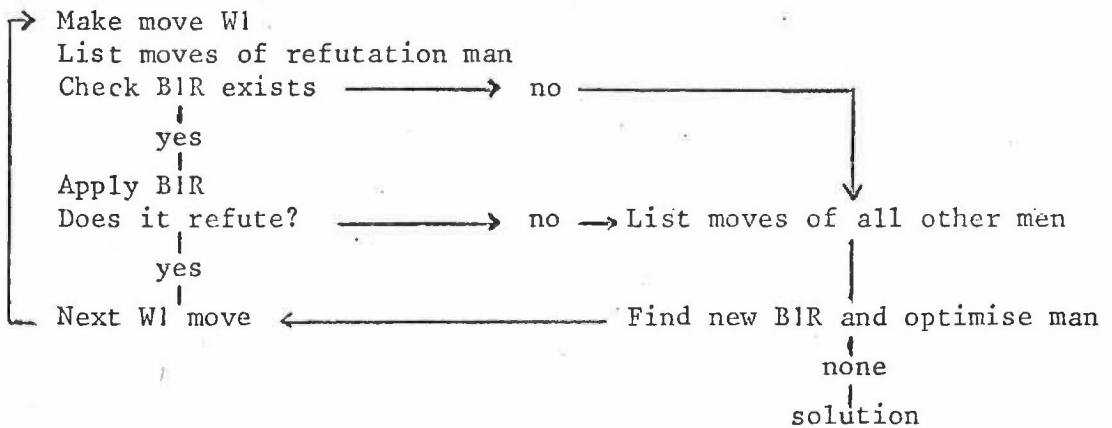 Make move W1
List moves of refutation man
Check B1R exists no
yes
Apply B1R
Does it refute? no List moves of all other men
yes
Next W1 move Find new B1R and optimise man
none
solution